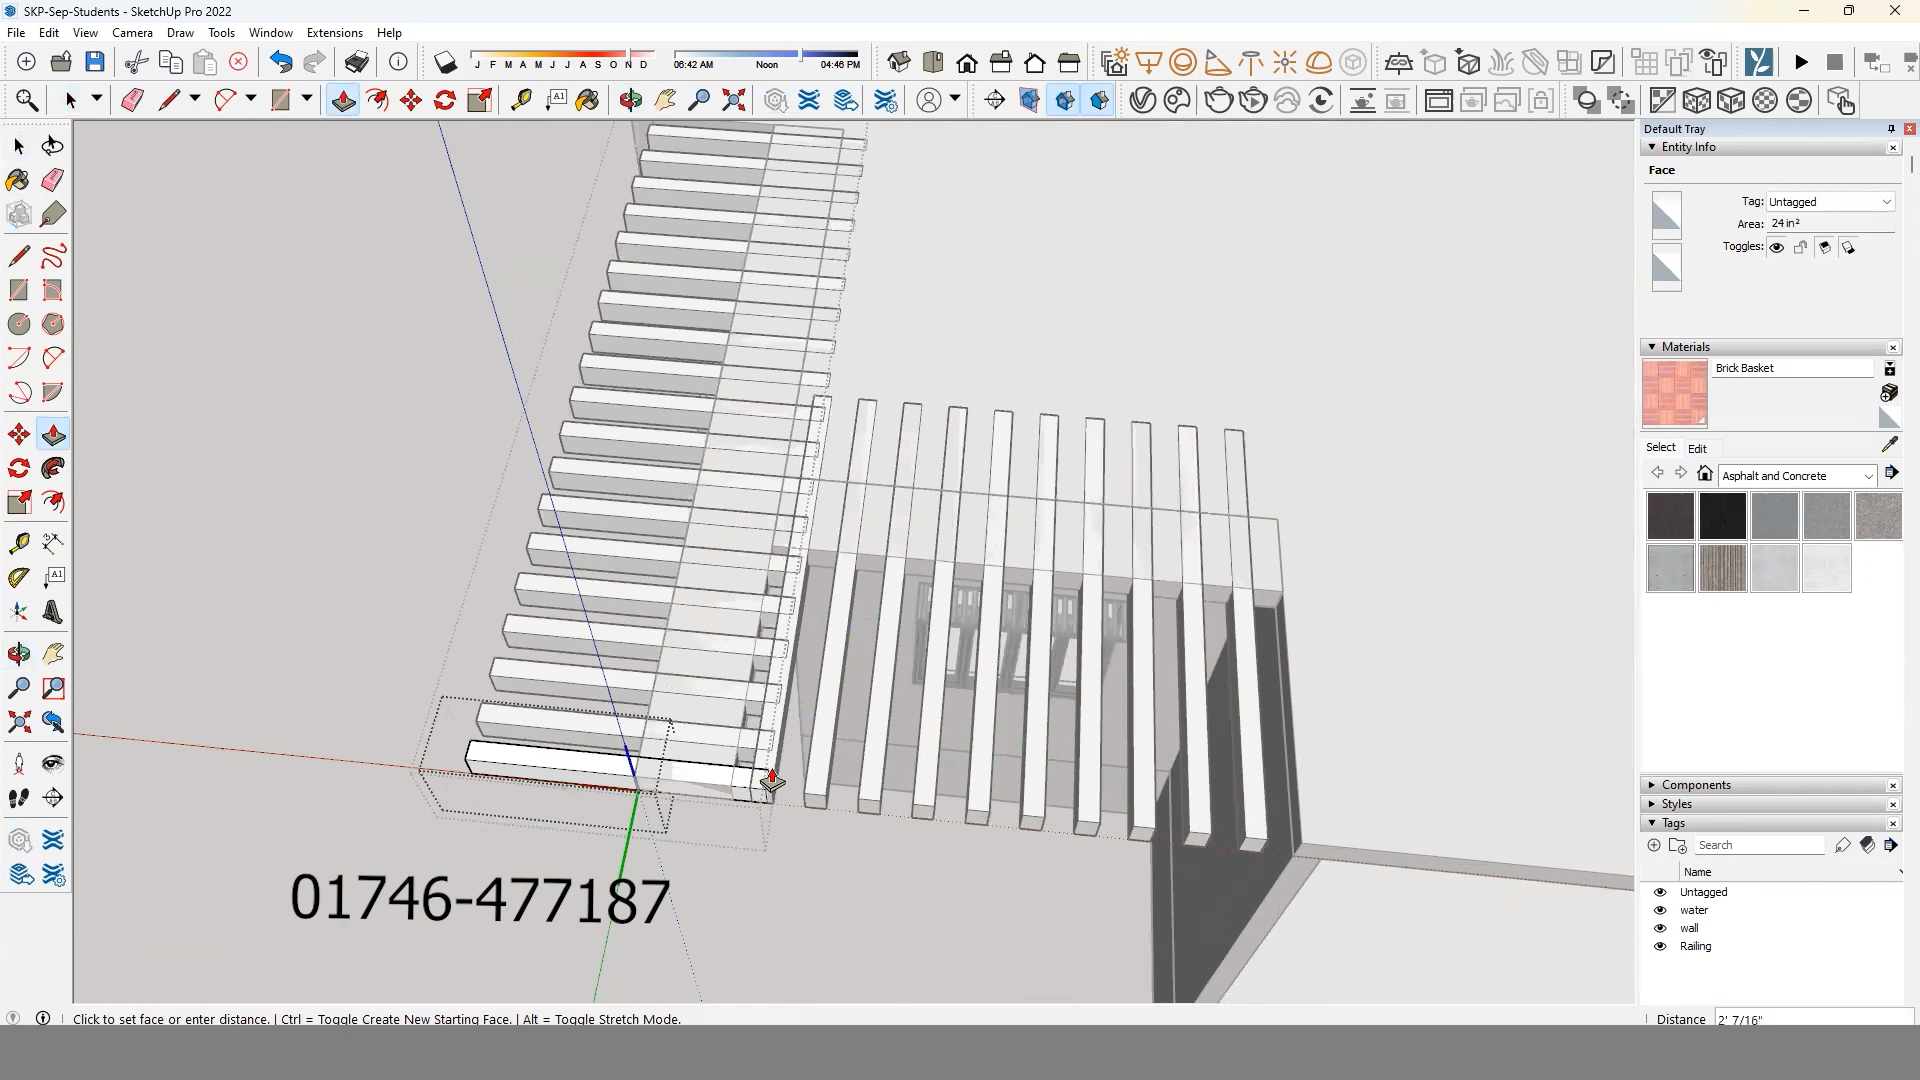 SKP-Sep-Students - SketchUp Pro 2022
File Edit View Camera Draw Tools Window Extensions Help
J F M A M J J A S O N D
06:42 AM Noon 04:46 PM
A1
Default Tray
Entity Info
Face
Tag: Untagged
Area: 24 in²
Toggles:
Materials
Brick Basket
Select Edit
Asphalt and Concrete
A1
Components
Styles
Tags
Search
Name
Untagged
water
wall
Railing
01746-477187
Click to set face or enter distance. | Ctrl = Toggle Create New Starting Face. | Alt = Toggle Stretch Mode.
Distance 2' 7/16"